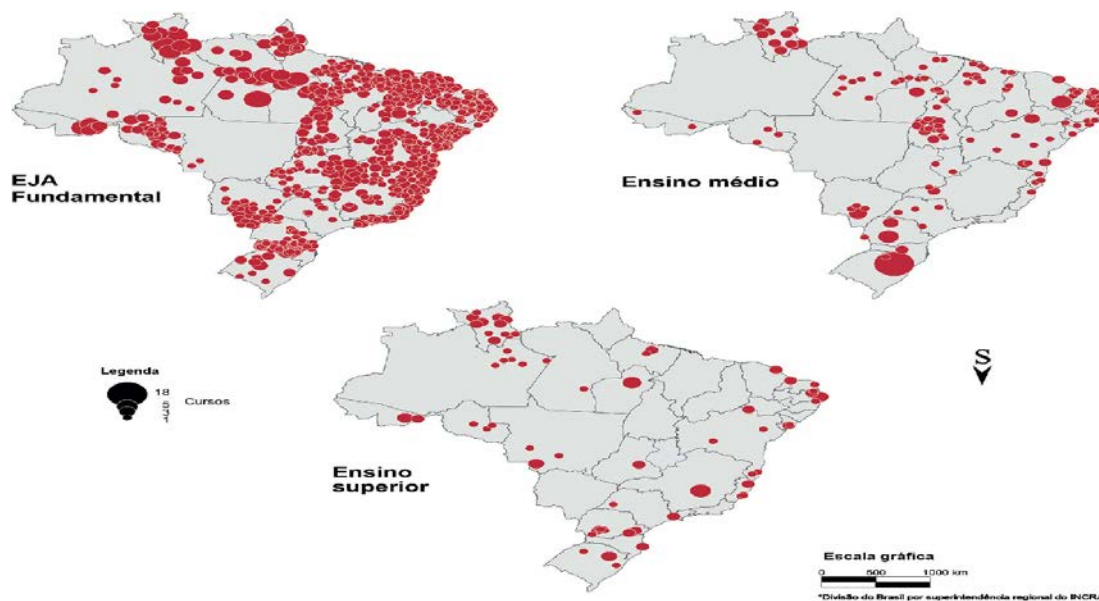 EJA
Fundamental
Ensino médio
S
Legenda
18
Cursos
Ensino
superior
Escala gráfica
0 500 1000 km
*Divisão do Brasil por superintendência regional do INCRA